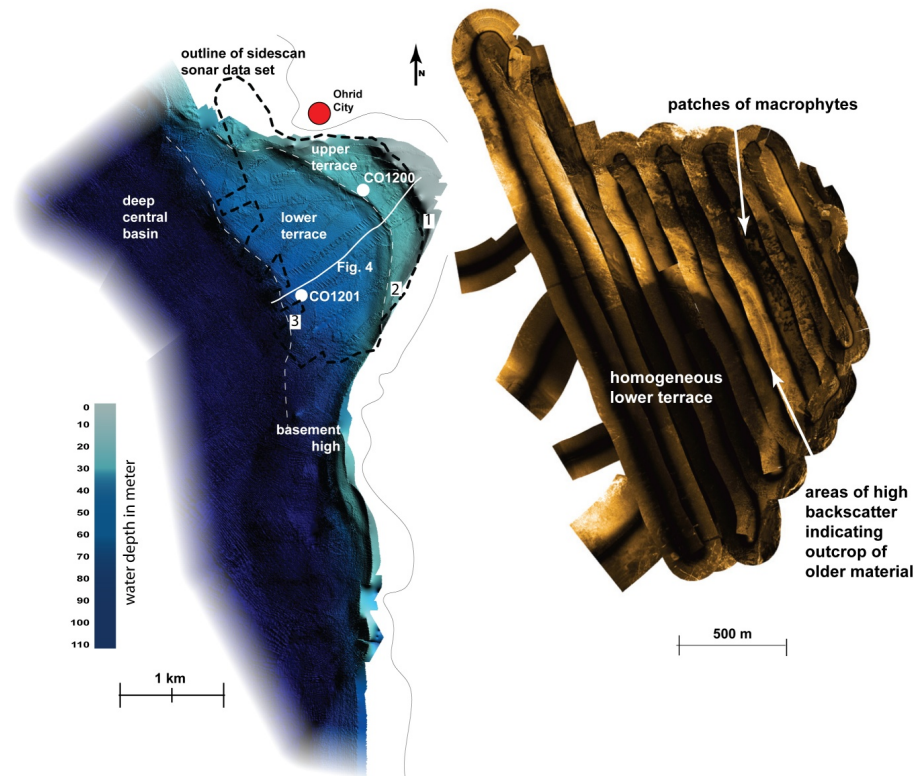 outline of sidescan
sonar data set
N
Ohrid
City
upper
terrace
CO1200
deep
central
basin
lower
terrace
1
Fig. 4
2
CO1201
3
basement
high
0
10
20
30
40
50
60
70
80
90
100
110
water depth in meter
1 km
patches of macrophytes
homogeneous
lower terrace
areas of high
backscatter
indicating
outcrop of
older material
500 m